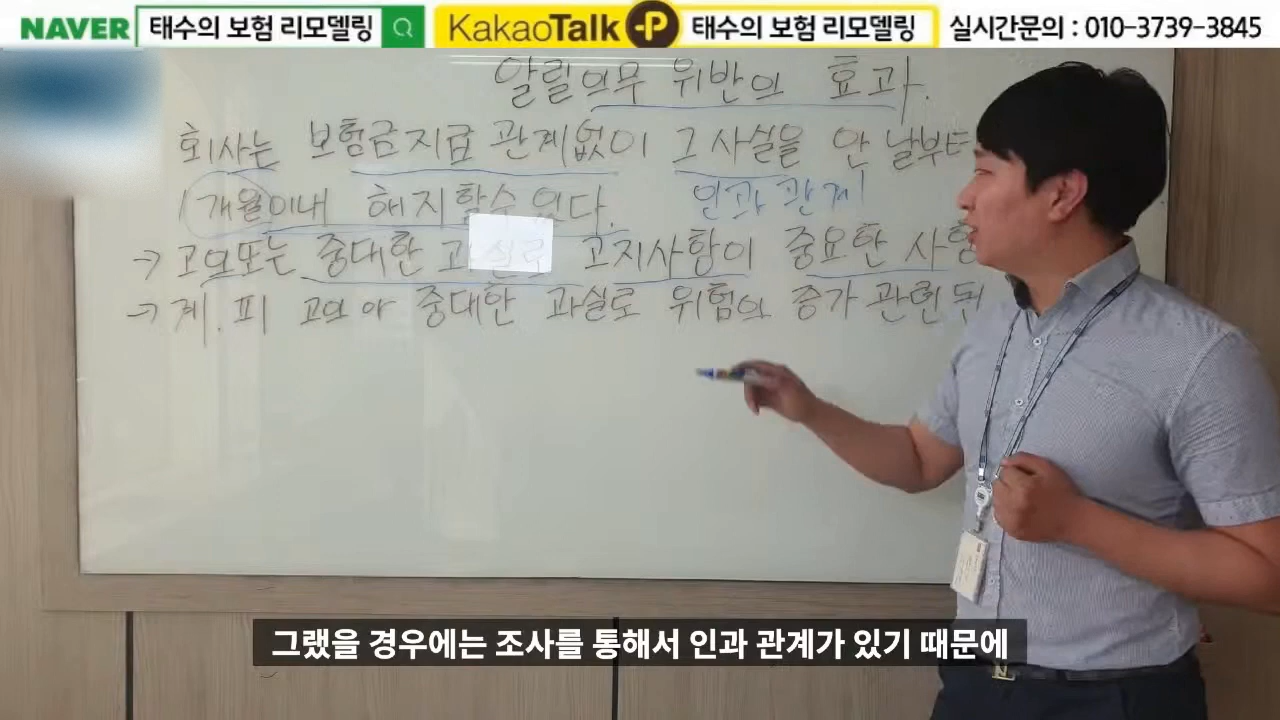 NAVER 태수의 보험 리모델링 KakaoTalk P 태수의 보험 리모델링 실시간문의 : 010-3739-3845
알릴의무 위반의 효과.
회사는 보험금지급 관계없이 그 사실을 안 날부터
1개월이내 해지할수 있다. 인과 관계
→ 고의또는 중대한 과실로 고지사항이 중요한 사항
→ 계.피 고의 아 중대한 과실로 위험의 증가 관련된
그랬을 경우에는 조사를 통해서 인과 관계가 있기 때문에